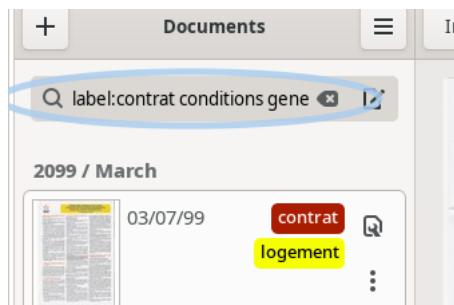 Documents
label:contrat conditions gene
2099 / March
03/07/99
contrat
logement